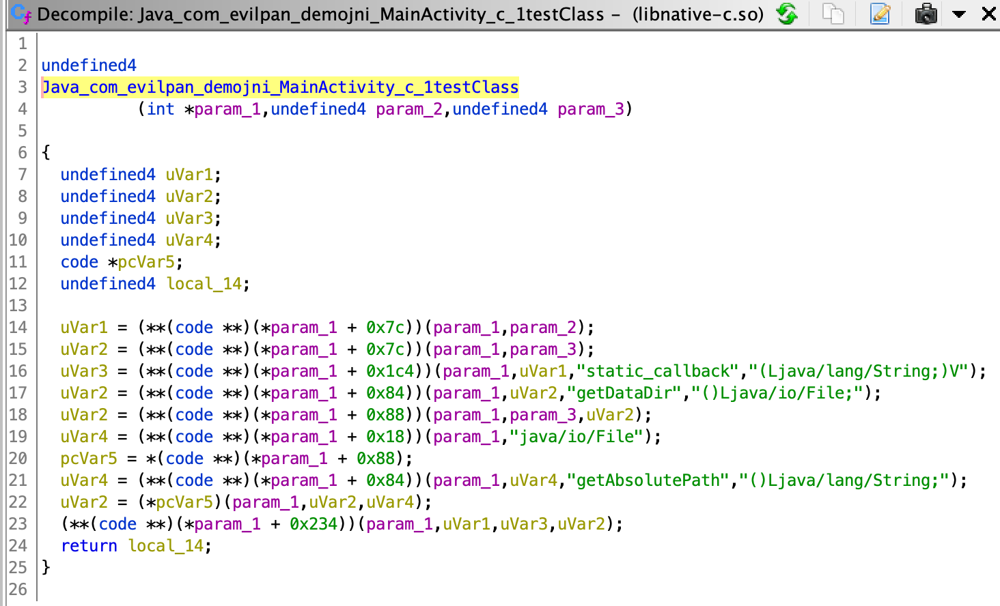 Decompile: Java_com_evilpan_demojni_MainActivity_c_1testClass - (libnative-c.so)
1
2 undefined4
3 Java_com_evilpan_demojni_MainActivity_c_1testClass
4 (int *param_1,undefined4 param_2,undefined4 param_3)
5
6 {
7 undefined4 uVar1;
8 undefined4 uVar2;
9 undefined4 uVar3;
10 undefined4 uVar4;
11 code *pcVar5;
12 undefined4 local_14;
13
14 uVar1 = (**(code **)(*param_1 + 0x7c))(param_1,param_2);
15 uVar2 = (**(code **)(*param_1 + 0x7c))(param_1,param_3);
16 uVar3 = (**(code **)(*param_1 + 0x1c4))(param_1,uVar1,"static_callback","(Ljava/lang/String;)V");
17 uVar2 = (**(code **)(*param_1 + 0x84))(param_1,uVar2,"getDataDir","()Ljava/io/File;");
18 uVar2 = (**(code **)(*param_1 + 0x88))(param_1,param_3,uVar2);
19 uVar4 = (**(code **)(*param_1 + 0x18))(param_1,"java/io/File");
20 pcVar5 = *(code **)(*param_1 + 0x88);
21 uVar4 = (**(code **)(*param_1 + 0x84))(param_1,uVar4,"getAbsolutePath","()Ljava/lang/String;");
22 uVar2 = (*pcVar5)(param_1,uVar2,uVar4);
23 (**(code **)(*param_1 + 0x234))(param_1,uVar1,uVar3,uVar2);
24 return local_14;
25 }
26